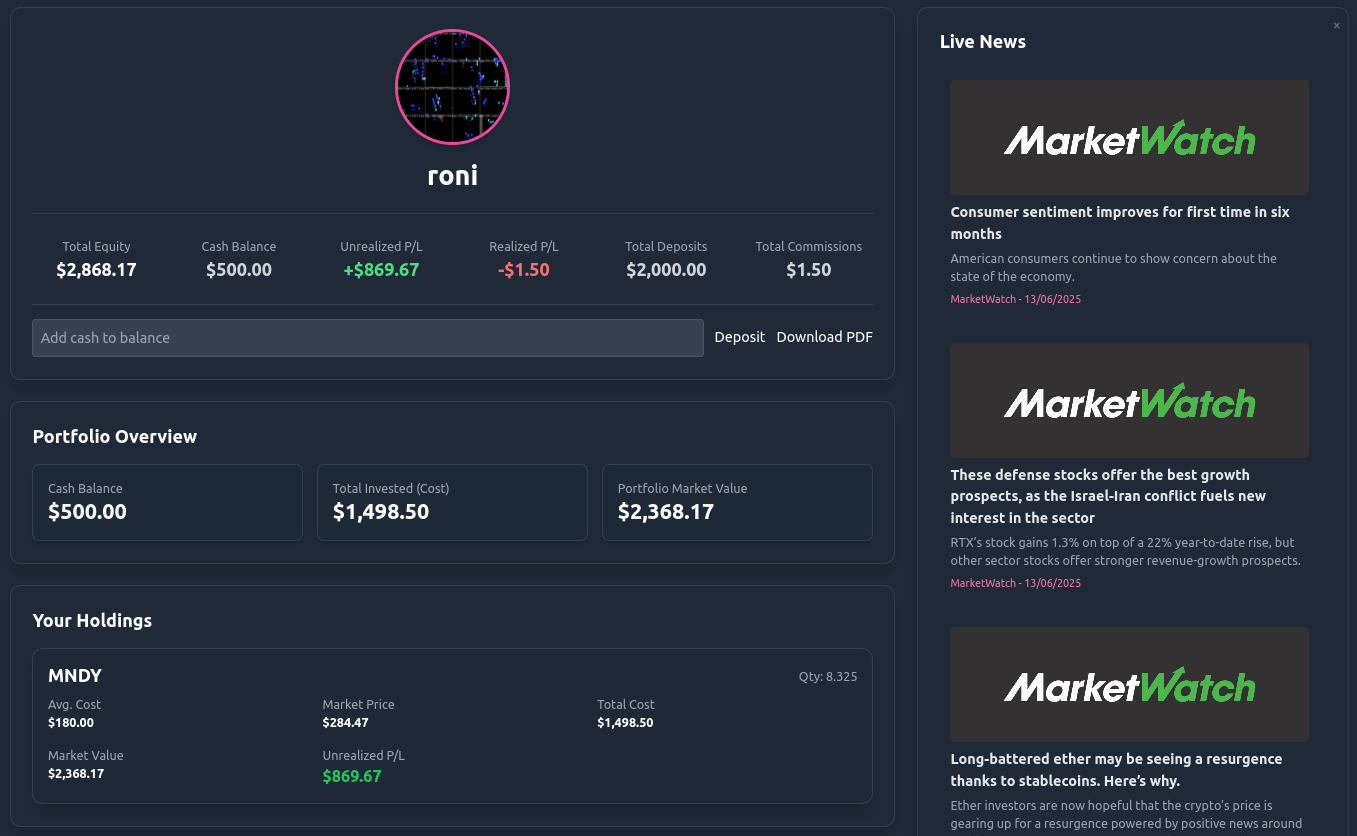 roni
Total Equity
$2,868.17
Cash Balance
$500.00
Unrealized P/L
+$869.67
Realized P/L
-$1.50
Total Deposits
$2,000.00
Total Commissions
$1.50
Add cash to balance
Deposit
Download PDF
Portfolio Overview
Cash Balance
$500.00
Total Invested (Cost)
$1,498.50
Portfolio Market Value
$2,368.17
Your Holdings
MNDY
Qty: 8.325
Avg. Cost
$180.00
Market Price
$284.47
Total Cost
$1,498.50
Market Value
$2,368.17
Unrealized P/L
$869.67
×
Live News
MarketWatch
Consumer sentiment improves for first time in six
months
American consumers continue to show concern about the
state of the economy.
MarketWatch - 13/06/2025
MarketWatch
These defense stocks offer the best growth
prospects, as the Israel-Iran conflict fuels new
interest in the sector
RTX’s stock gains 1.3% on top of a 22% year-to-date rise, but
other sector stocks offer stronger revenue-growth prospects.
MarketWatch - 13/06/2025
MarketWatch
Long-battered ether may be seeing a resurgence
thanks to stablecoins. Here’s why.
Ether investors are now hopeful that the crypto’s price is
gearing up for a resurgence powered by positive news around